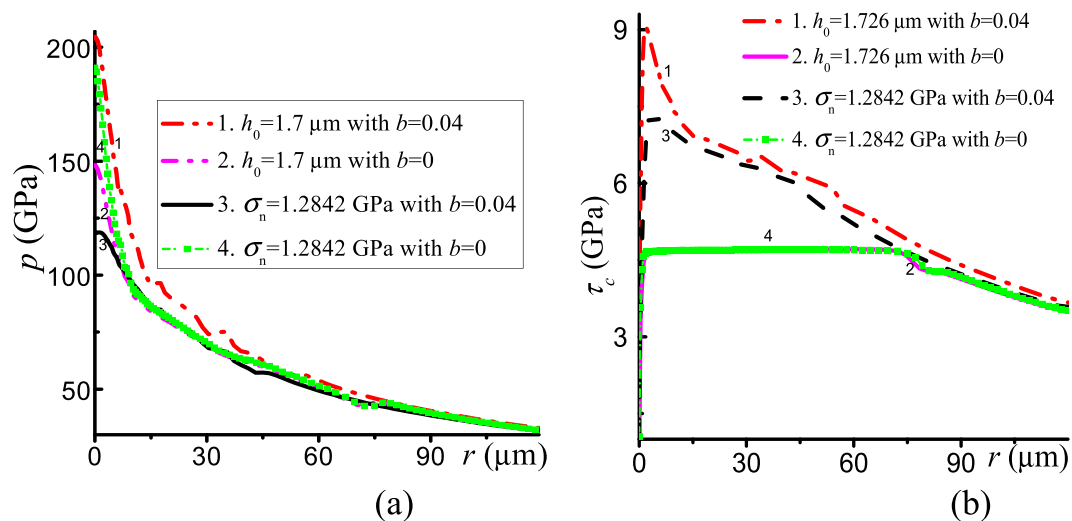 200
150
100
50
p (GPa)
1
4
2
3
1. h₀=1.7 µm with b=0.04
2. h₀=1.7 µm with b=0
3. σₙ=1.2842 GPa with b=0.04
4. σₙ=1.2842 GPa with b=0
0
30
60
90
r (µm)
(a)
9
6
3
τ_c (GPa)
1. h₀=1.726 µm with b=0.04
2. h₀=1.726 µm with b=0
3. σₙ=1.2842 GPa with b=0.04
4. σₙ=1.2842 GPa with b=0
1
3
4
2
0
30
60
90
r (µm)
(b)